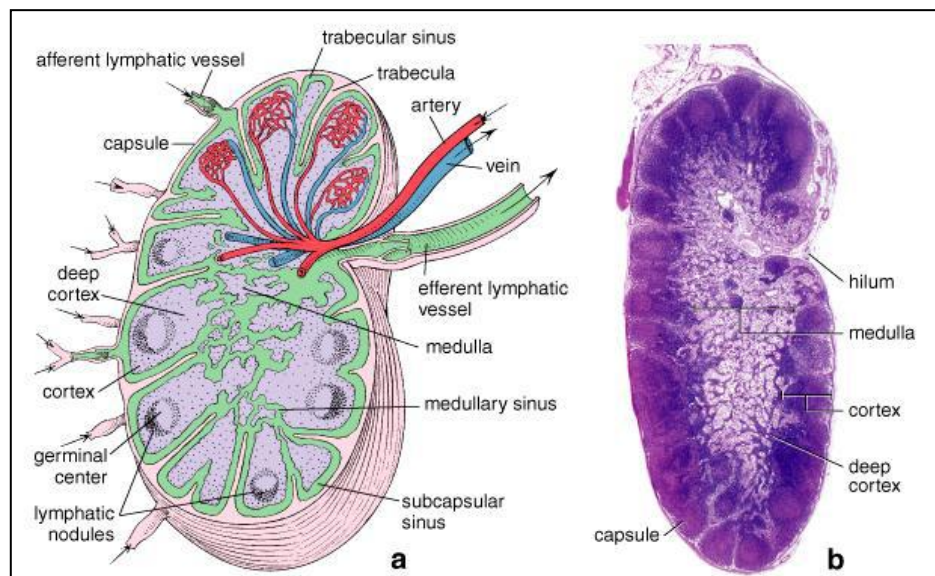 trabecular sinus
afferent lymphatic vessel
trabecula
artery
capsule
vein
deep
cortex
efferent lymphatic
vessel
medulla
cortex
medullary sinus
germinal
center
lymphatic
nodules
subcapsular
sinus
a
hilum
medulla
cortex
deep
cortex
capsule
b